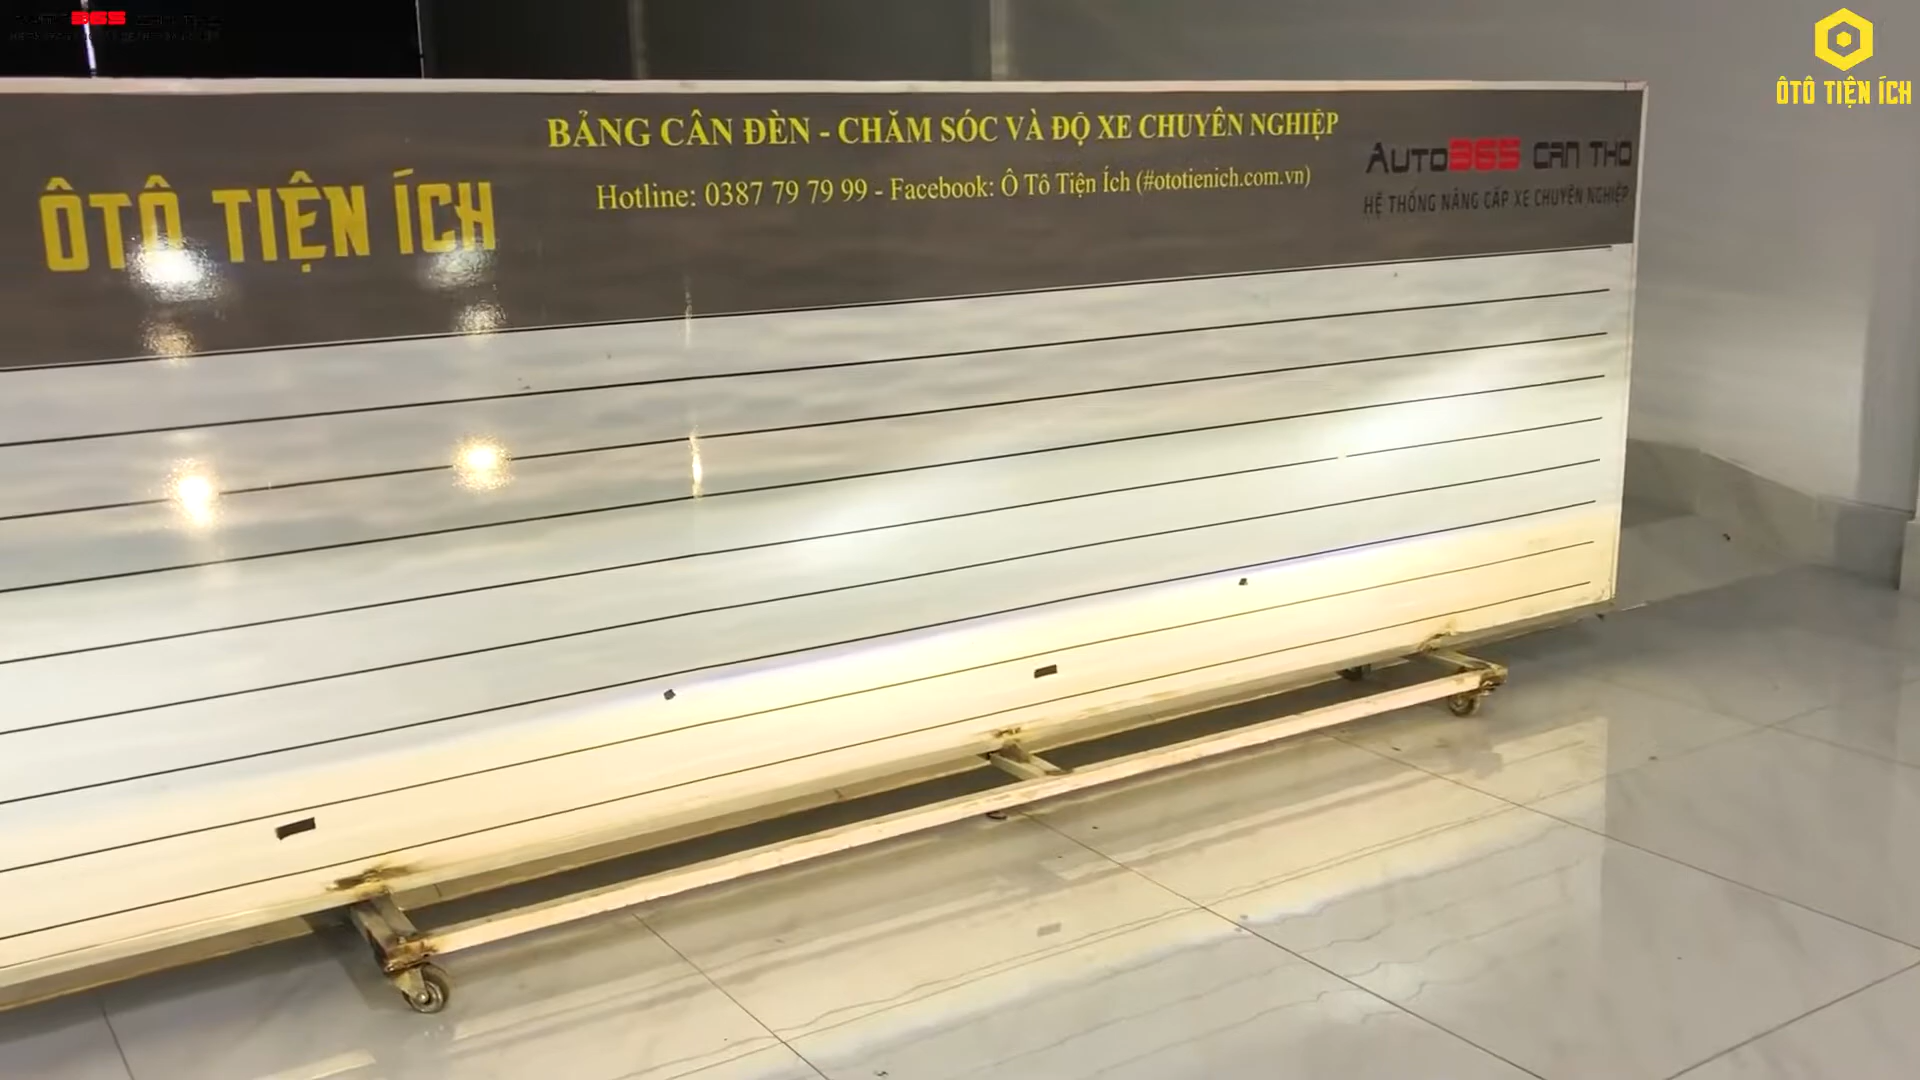 ÔTÔ TIỆN ÍCH
BẢNG CÂN ĐÈN - CHĂM SÓC VÀ ĐỘ XE CHUYÊN NGHIỆP
Hotline: 0387 79 79 99 - Facebook: Ô Tô Tiện Ích (#ototienich.com.vn)
ÔTÔ TIỆN ÍCH
AUTO365 CAN THO
HỆ THỐNG NÂNG CẤP XE CHUYÊN NGHIỆP